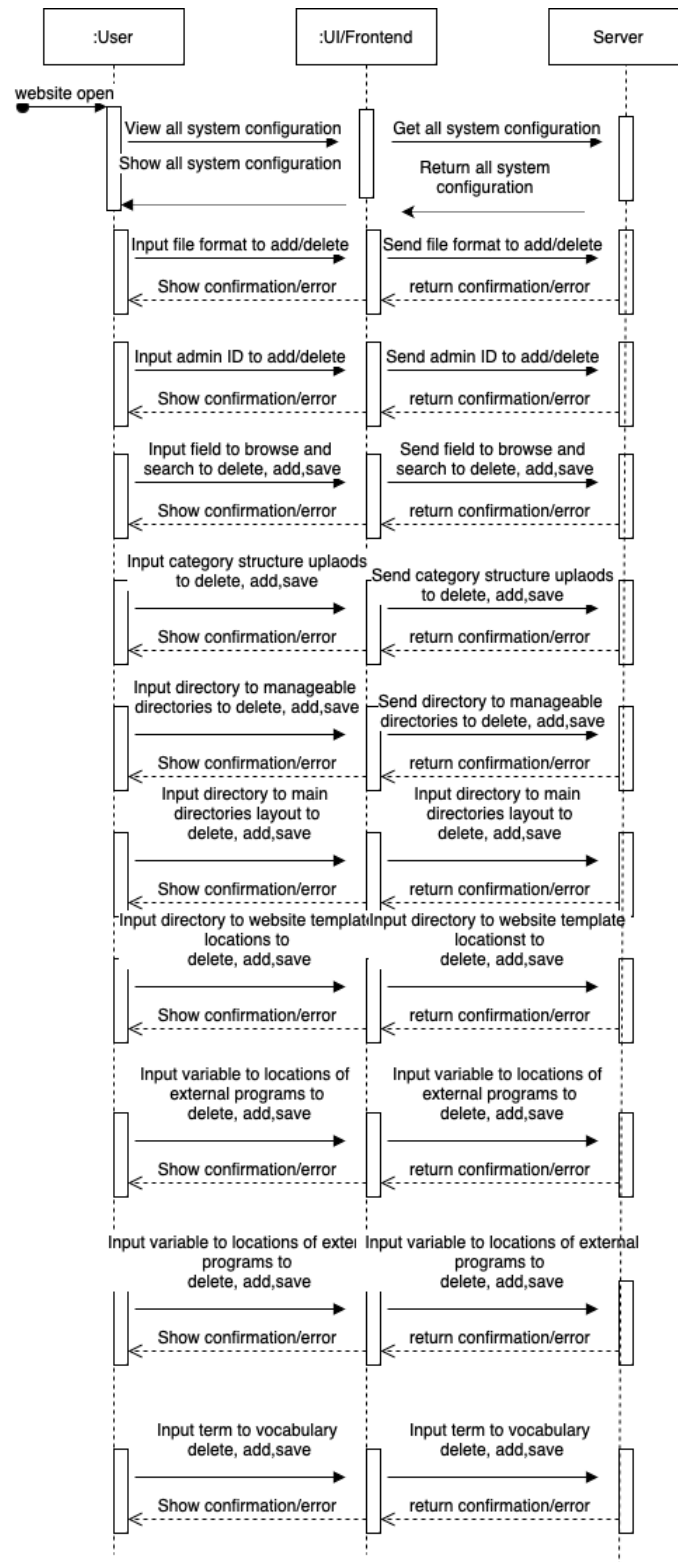 :User
:UI/Frontend
Server
website open
View all system configuration
Get all system configuration
Show all system configuration
Return all system
configuration
Input file format to add/delete
Send file format to add/delete
Show confirmation/error
return confirmation/error
Input admin ID to add/delete
Send admin ID to add/delete
Show confirmation/error
return confirmation/error
Input field to browse and
search to delete, add,save
Send field to browse and
search to delete, add,save
Show confirmation/error
return confirmation/error
Input category structure uplaods
to delete, add,save
Send category structure uplaods
to delete, add,save
Show confirmation/error
return confirmation/error
Input directory to manageable
directories to delete, add,save
Send directory to manageable
directories to delete, add,save
Show confirmation/error
return confirmation/error
Input directory to main
directories layout to
delete, add,save
Input directory to main
directories layout to
delete, add,save
Show confirmation/error
return confirmation/error
Input directory to website templat
locations to
delete, add,save
Input directory to website template
locationst to
delete, add,save
Show confirmation/error
return confirmation/error
Input variable to locations of
external programs to
delete, add,save
Input variable to locations of
external programs to
delete, add,save
Show confirmation/error
return confirmation/error
Input variable to locations of exter
programs to
delete, add,save
Input variable to locations of external
programs to
delete, add,save
Show confirmation/error
return confirmation/error
Input term to vocabulary
delete, add,save
Input term to vocabulary
delete, add,save
Show confirmation/error
return confirmation/error